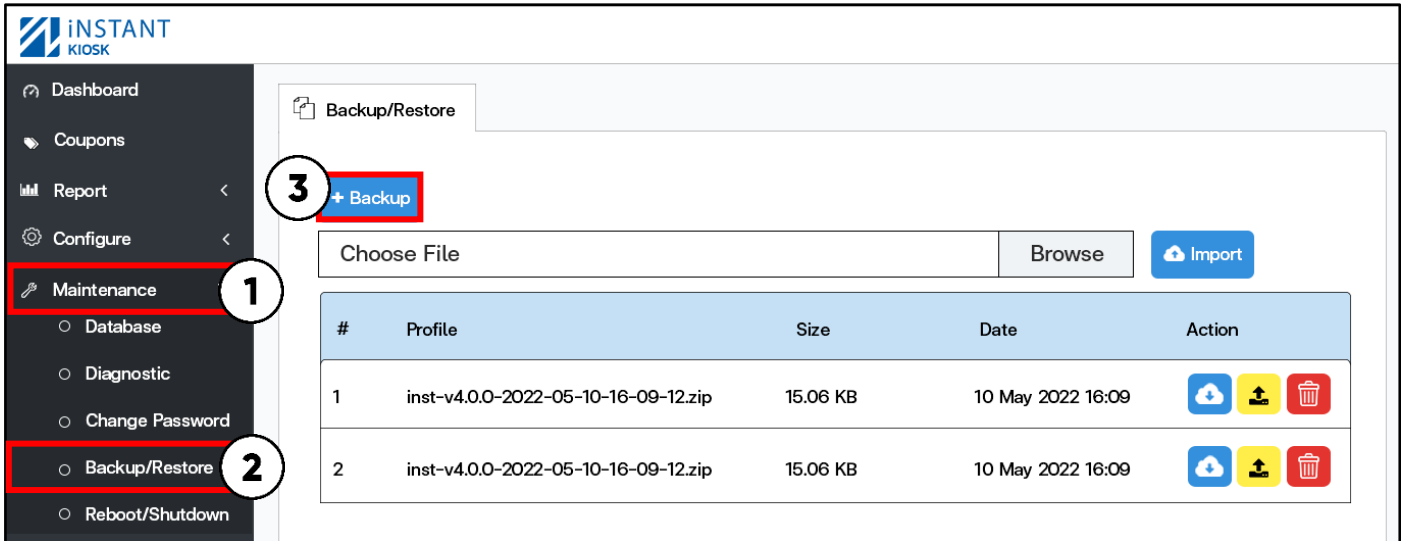 iNSTANT
KIOSK
Dashboard
Coupons
Report
Configure
Maintenance
1
Database
Diagnostic
Change Password
Backup/Restore
2
Reboot/Shutdown
Backup/Restore
3
+ Backup
Choose File Browse Import
# Profile Size Date Action
1 inst-v4.0.0-2022-05-10-16-09-12.zip 15.06 KB 10 May 2022 16:09
2 inst-v4.0.0-2022-05-10-16-09-12.zip 15.06 KB 10 May 2022 16:09